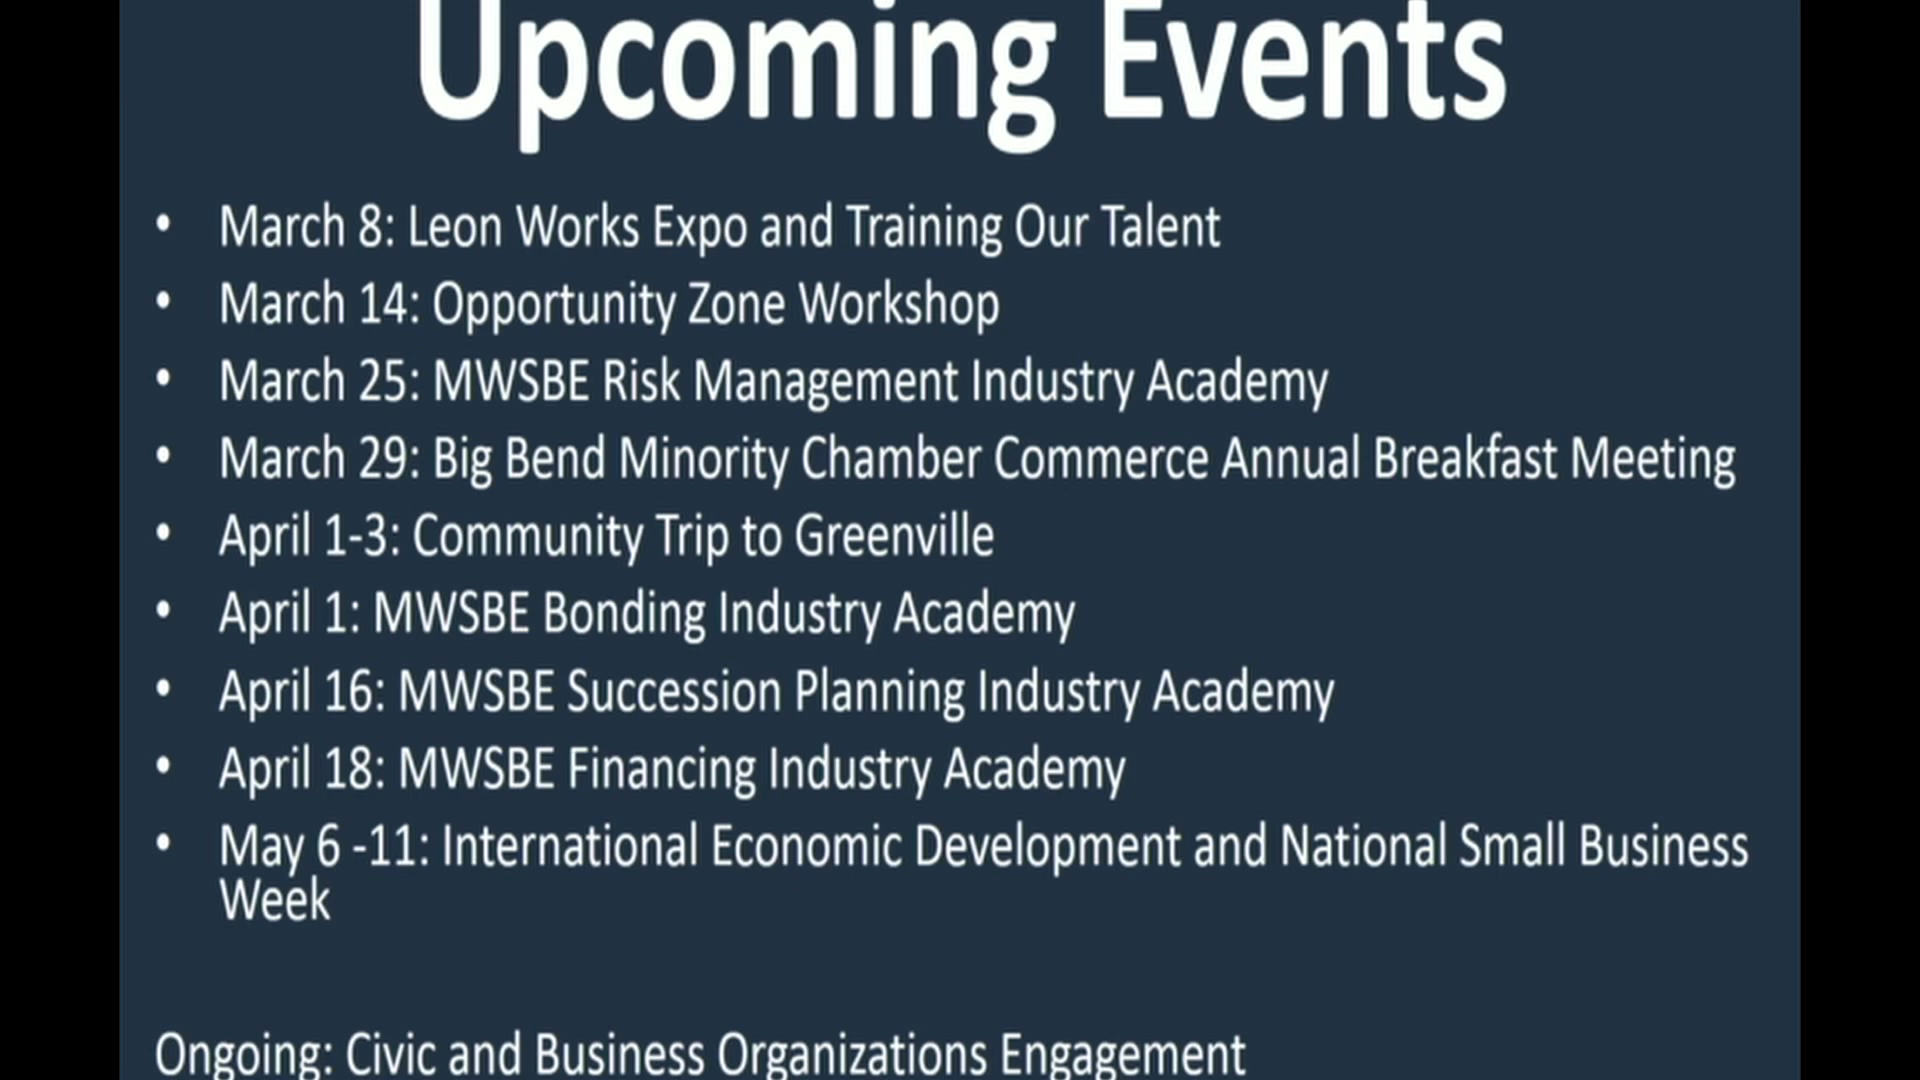 Upcoming Events
• March 8: Leon Works Expo and Training Our Talent
• March 14: Opportunity Zone Workshop
• March 25: MWSBE Risk Management Industry Academy
• March 29: Big Bend Minority Chamber Commerce Annual Breakfast Meeting
• April 1-3: Community Trip to Greenville
• April 1: MWSBE Bonding Industry Academy
• April 16: MWSBE Succession Planning Industry Academy
• April 18: MWSBE Financing Industry Academy
• May 6 -11: International Economic Development and National Small Business
Week
Ongoing: Civic and Business Organizations Engagement